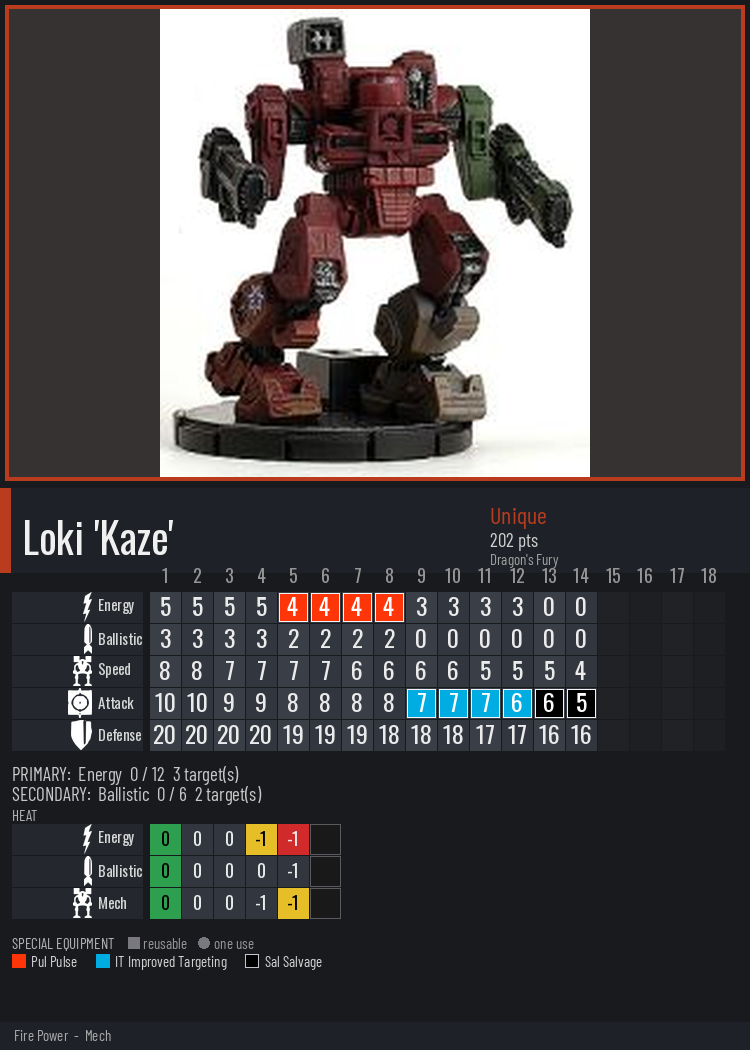 Loki 'Kaze'
Unique
202 pts
Dragon's Fury
1 2 3 4 5 6 7 8 9 10 11 12 13 14 15 16 17 18
Energy 5 5 5 5 4 4 4 4 3 3 3 3 0 0
Ballistic 3 3 3 3 2 2 2 2 0 0 0 0 0 0
Speed 8 8 7 7 7 7 6 6 6 6 5 5 5 4
Attack 10 10 9 9 8 8 8 8 7 7 7 6 6 5
Defense 20 20 20 20 19 19 19 18 18 18 17 17 16 16
PRIMARY: Energy 0 / 12 3 target(s)
SECONDARY: Ballistic 0 / 6 2 target(s)
HEAT
Energy 0 0 0 -1 -1
Ballistic 0 0 0 0 -1
Mech 0 0 0 -1 -1
SPECIAL EQUIPMENT reusable one use
Pul Pulse IT Improved Targeting Sal Salvage
Fire Power - Mech